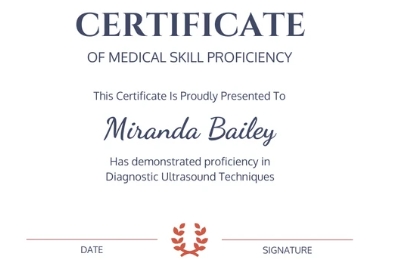 CERTIFICATE
OF MEDICAL SKILL PROFICIENCY
This Certificate Is Proudly Presented To
Miranda Bailey
Has demonstrated proficiency in
Diagnostic Ultrasound Techniques
DATE
SIGNATURE